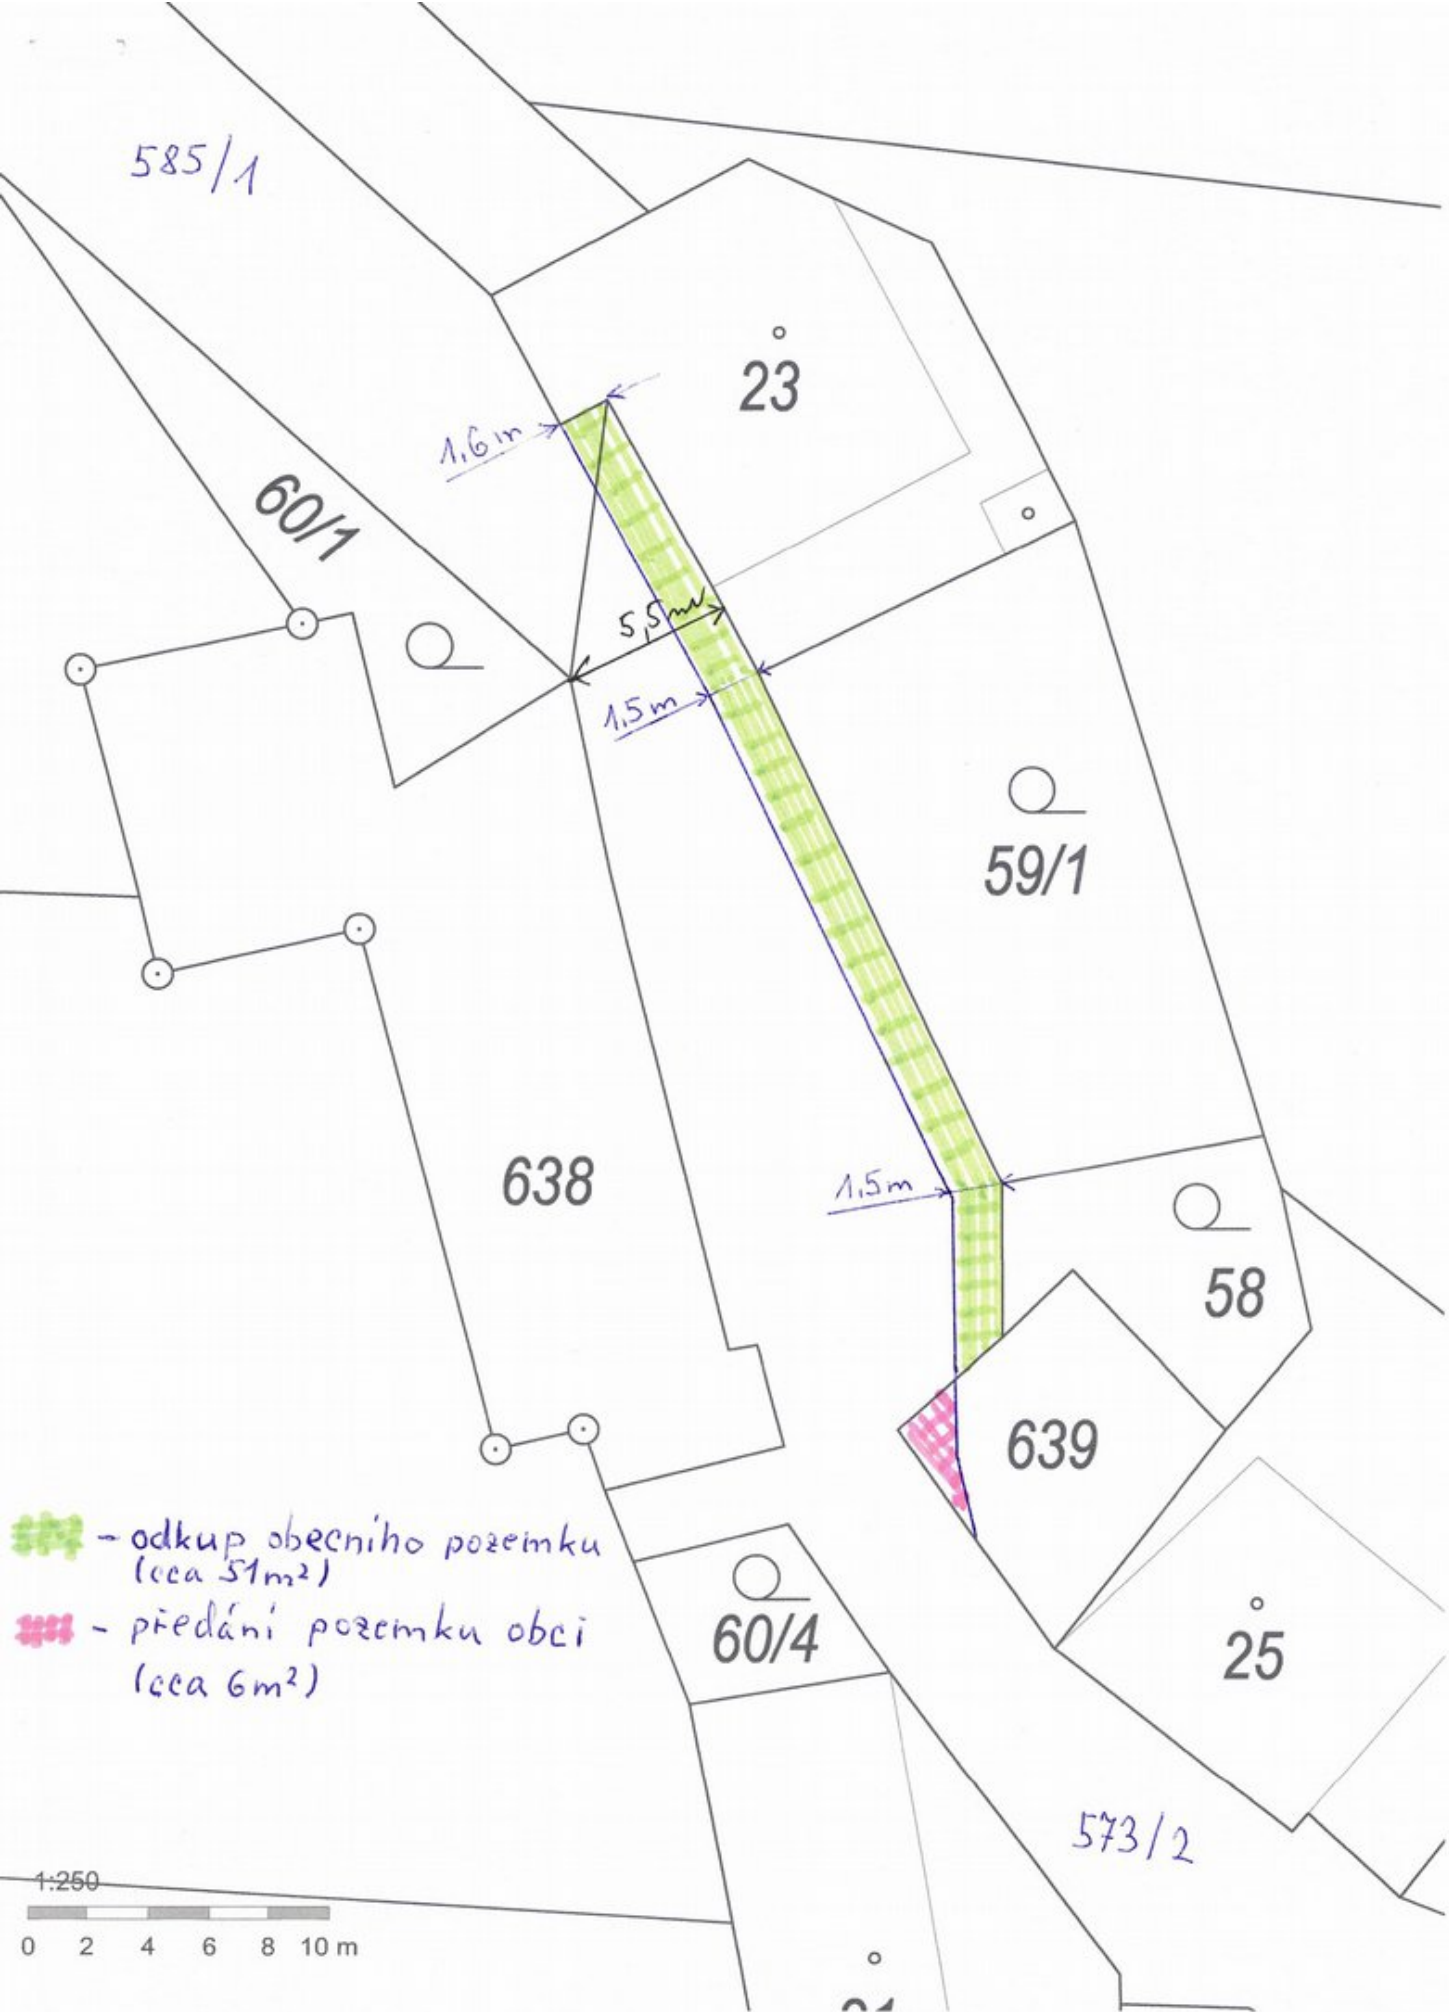 585/1
23
1,6 m
60/1
5,5 m
1,5m
59/1
638
1,5m
58
639
- odkup obecního pozemku
(cca 51m²)
- předání pozemku obci
(cca 6m²)
60/4
25
573/2
1:250
0 2 4 6 8 10 m